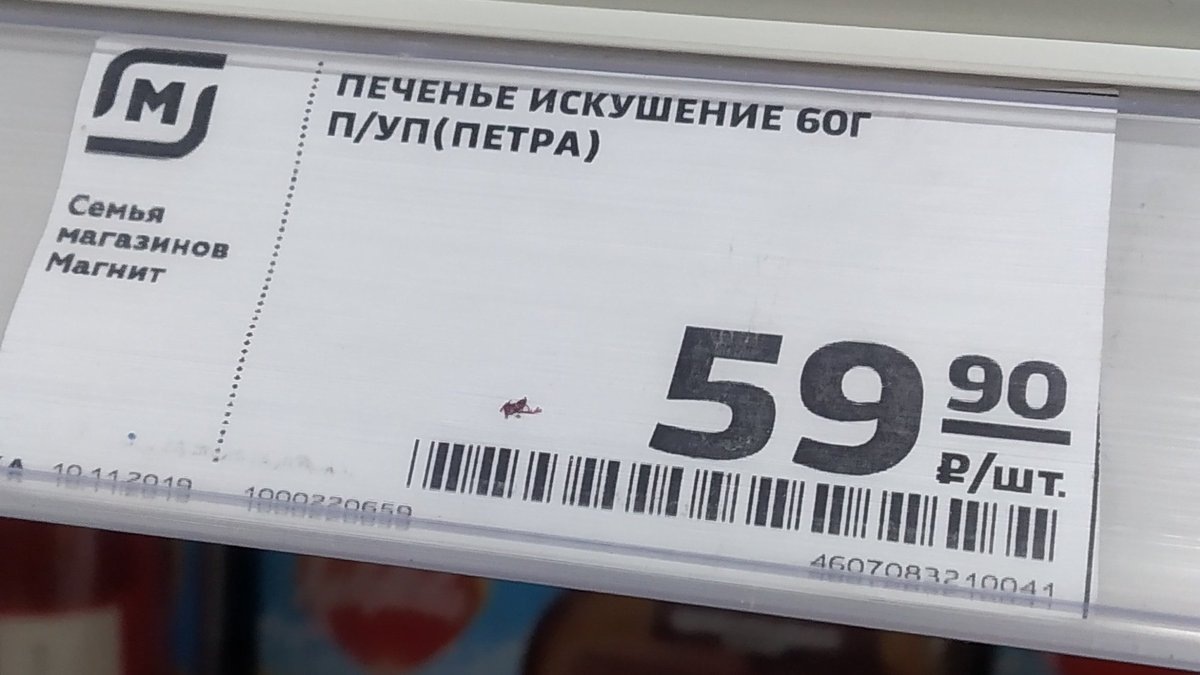 М
ПЕЧЕНЬЕ ИСКУШЕНИЕ 60Г
П/УП(ПЕТРА)
Семья
магазинов
Магнит
59 90
₽/шт.
10.11.2019 1000220659
4607083210041